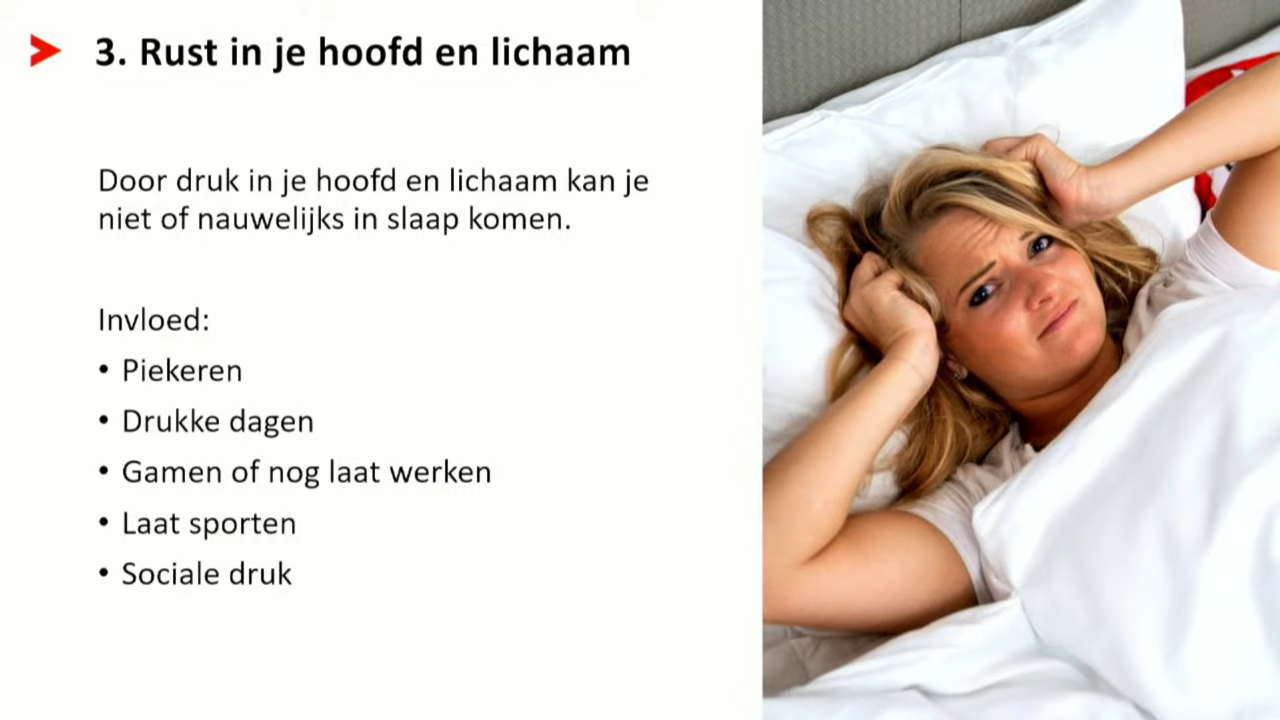 3. Rust in je hoofd en lichaam
Door druk in je hoofd en lichaam kan je
niet of nauwelijks in slaap komen.
Invloed:
• Piekeren
• Drukke dagen
• Gamen of nog laat werken
• Laat sporten
• Sociale druk